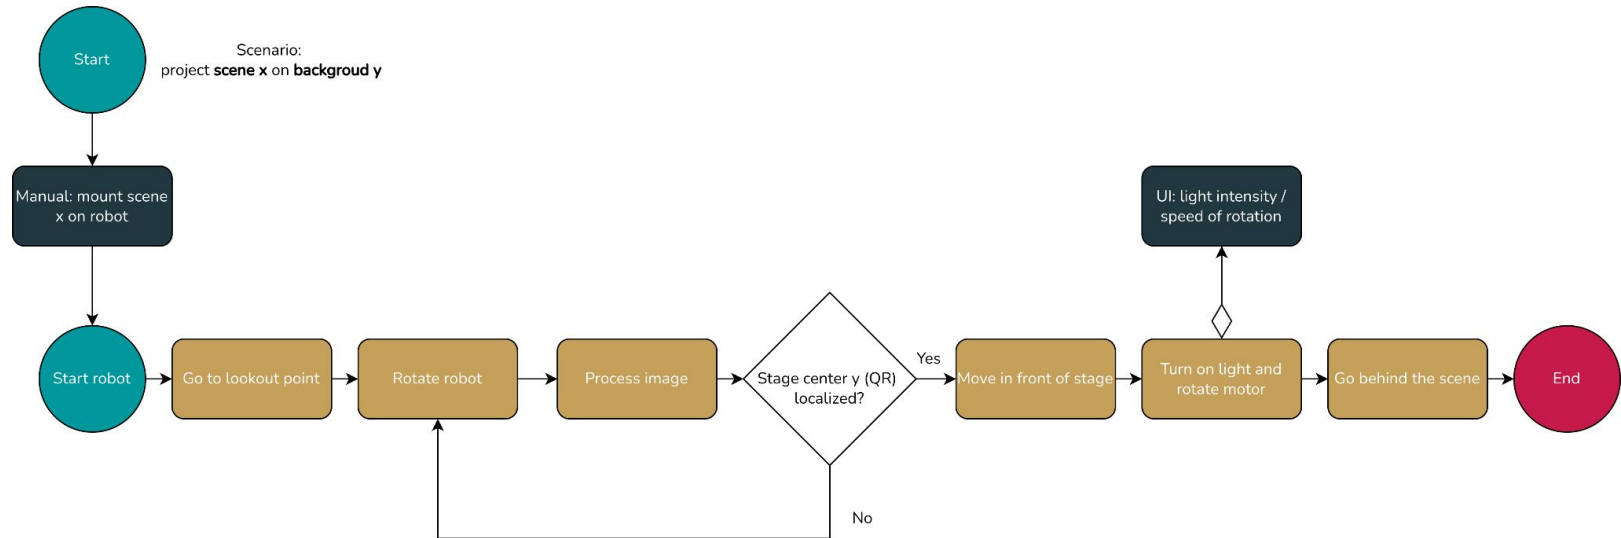 Start
Scenario:
project scene x on backgroud y
Manual: mount scene
x on robot
UI: light intensity /
speed of rotation
Start robot
Go to lookout point
Rotate robot
Process image
Stage center y (QR)
localized?
Yes
Move in front of stage
Turn on light and
rotate motor
Go behind the scene
End
No